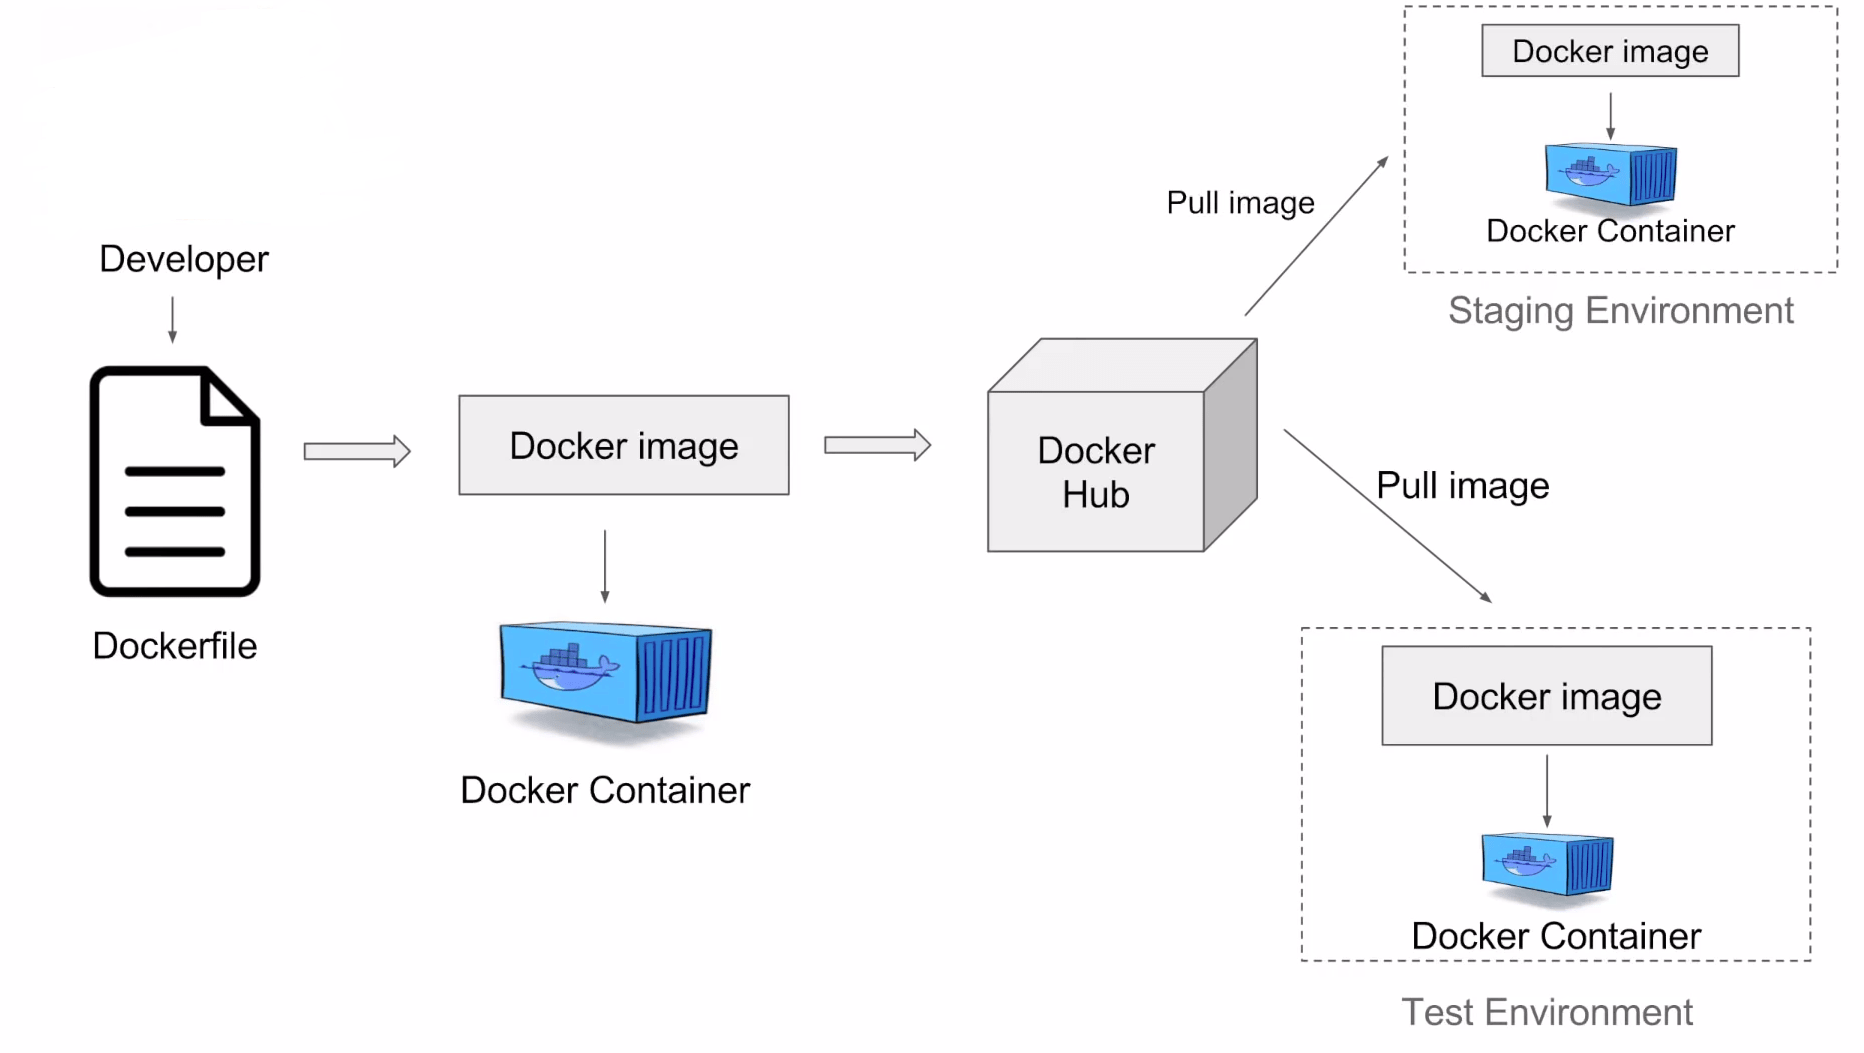 Developer
Dockerfile
Docker image
Docker Container
Docker
Hub
Pull image
Docker image
Docker Container
Staging Environment
Pull image
Docker image
Docker Container
Test Environment